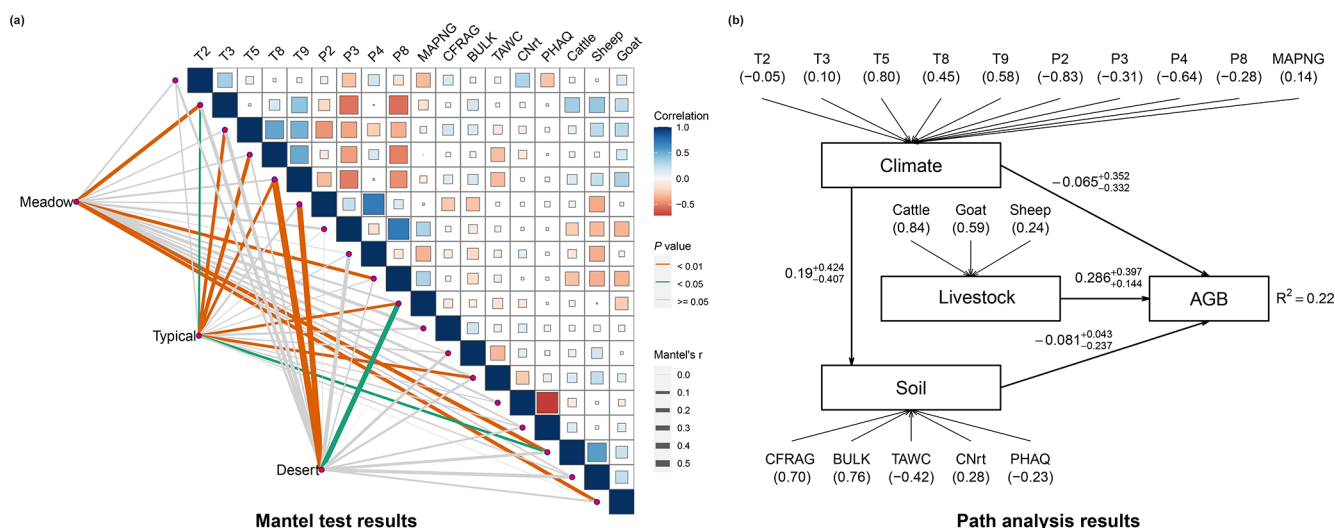 (a)
T2 T3 T5 T8 T9 P2 P3 P4 P8 MAPNG CFRAG BULK TAWC CNrt PHAQ Cattle Sheep Goat
Meadow
Typical
Desert
Correlation
1.0
0.5
0.0
−0.5
P value
< 0.01
< 0.05
>= 0.05
Mantel's r
0.0
0.1
0.2
0.3
0.4
0.5
Mantel test results
(b)
T2 T3 T5 T8 T9 P2 P3 P4 P8 MAPNG
(−0.05) (0.10) (0.80) (0.45) (0.58) (−0.83) (−0.31) (−0.64) (−0.28) (0.14)
Climate
−0.065 +0.352 −0.332
Cattle Goat Sheep
(0.84) (0.59) (0.24)
0.19 +0.424 −0.407
Livestock
0.286 +0.397 +0.144
AGB
R² = 0.22
−0.081 +0.043 −0.237
Soil
CFRAG BULK TAWC CNrt PHAQ
(0.70) (0.76) (−0.42) (0.28) (−0.23)
Path analysis results